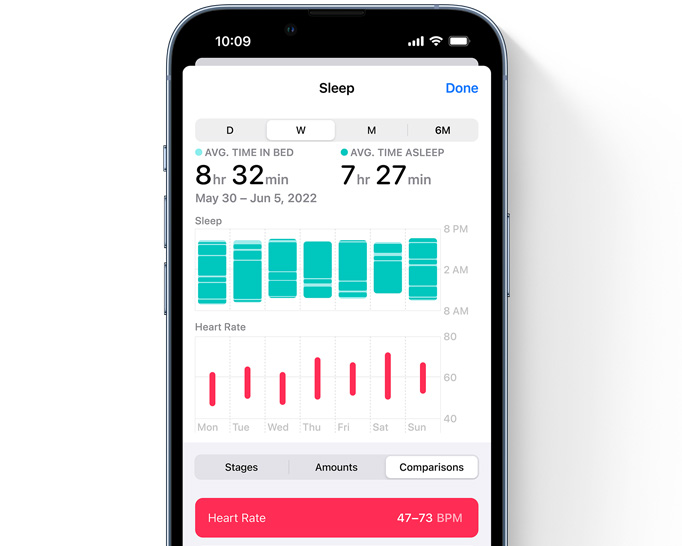 10:09
Sleep Done
D W M 6M
AVG. TIME IN BED AVG. TIME ASLEEP
8hr 32min 7hr 27min
May 30 – Jun 5, 2022
Sleep
8 PM
2 AM
8 AM
Heart Rate
80
60
40
Mon Tue Wed Thu Fri Sat Sun
Stages Amounts Comparisons
Heart Rate 47–73 BPM